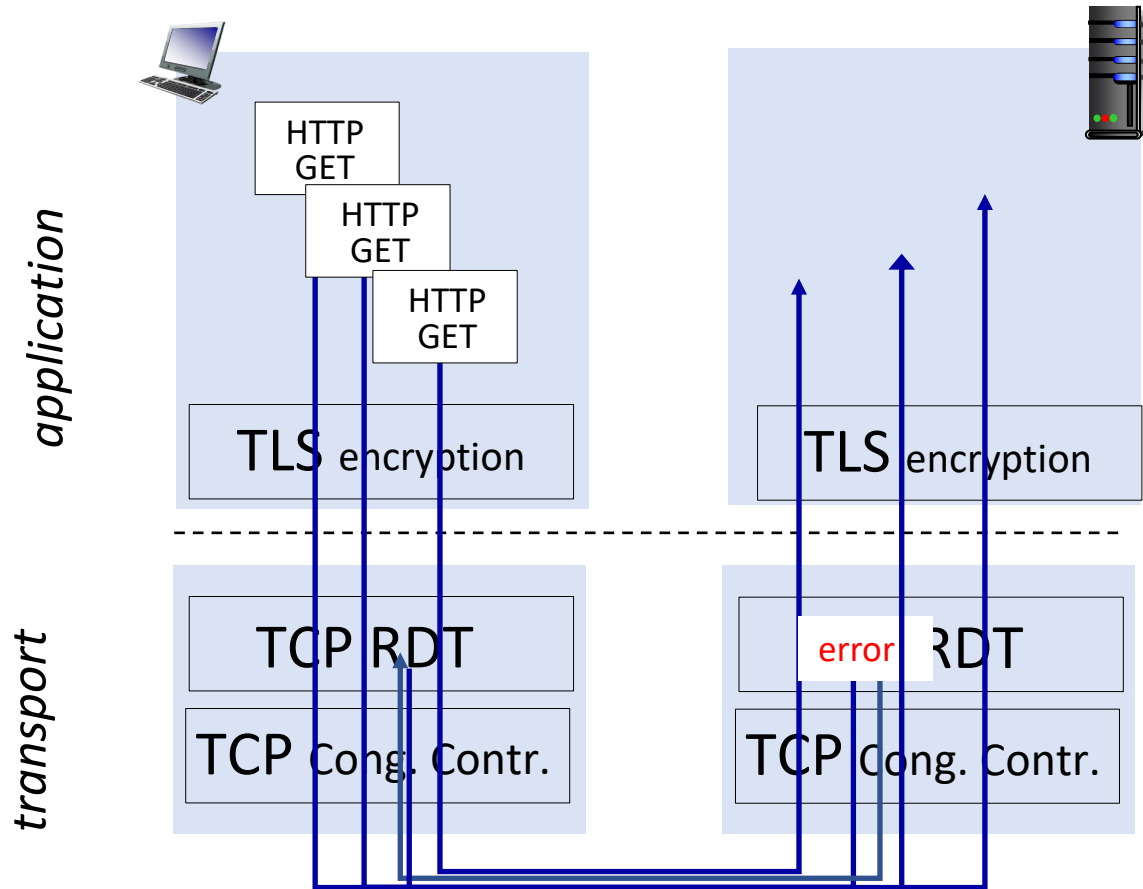 application
HTTP
GET
HTTP
GET
HTTP
GET
TLS encryption
TLS encryption
transport
TCP RDT
error RDT
TCP Cong. Contr.
TCP Cong. Contr.